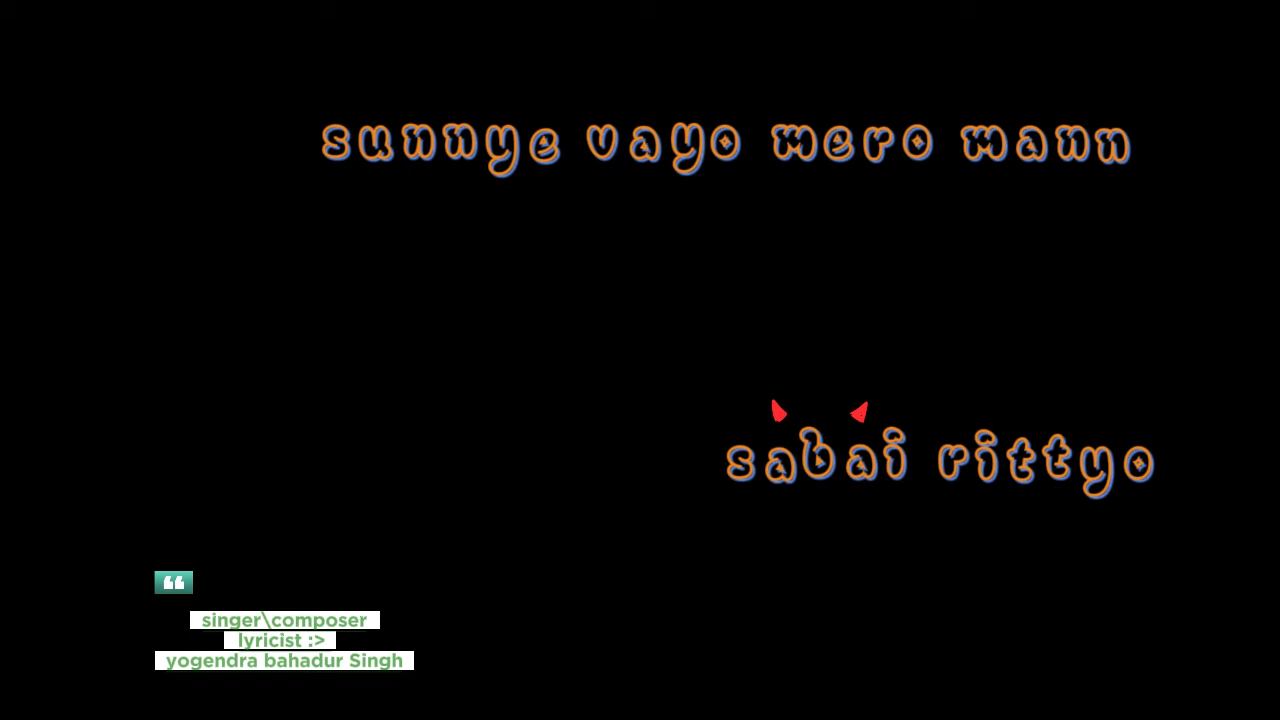 sunnye vayo mero mann
sabai rittyo
❝
singer\composer
lyricist :>
yogendra bahadur Singh